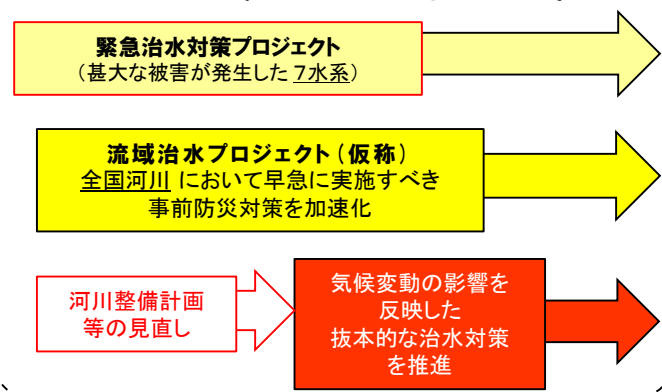 緊急治水対策プロジェクト
（甚大な被害が発生した 7水系）
流域治水プロジェクト（仮称）
全国河川 において早急に実施すべき
事前防災対策を加速化
河川整備計画
等の見直し
気候変動の影響を
反映した
抜本的な治水対策
を推進